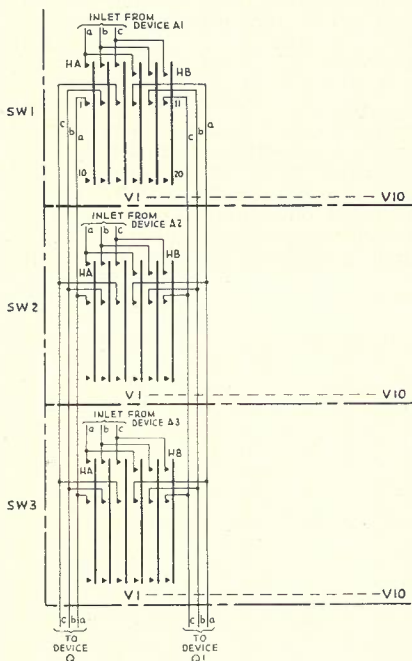 INLET FROM
DEVICE A1
a b c
HA HB
SW1
1 11
c b a c b a
10 20
V1 V10
INLET FROM
DEVICE A2
a b c
HA HB
SW2
V1 V10
INLET FROM
DEVICE A3
a b c
HA HB
SW3
V1 V10
c b a c b a
TO
DEVICE
TO
DEVICE